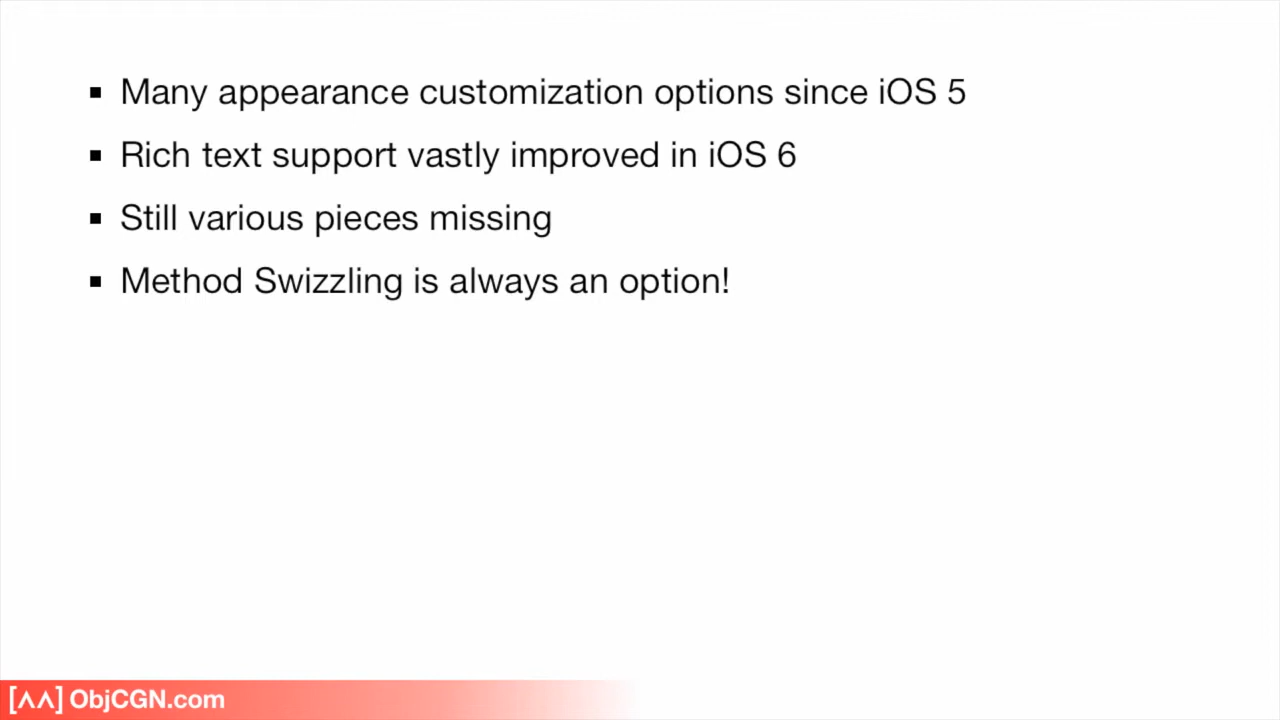 ▪ Many appearance customization options since iOS 5
▪ Rich text support vastly improved in iOS 6
▪ Still various pieces missing
▪ Method Swizzling is always an option!
[ʌʌ] ObjCGN.com